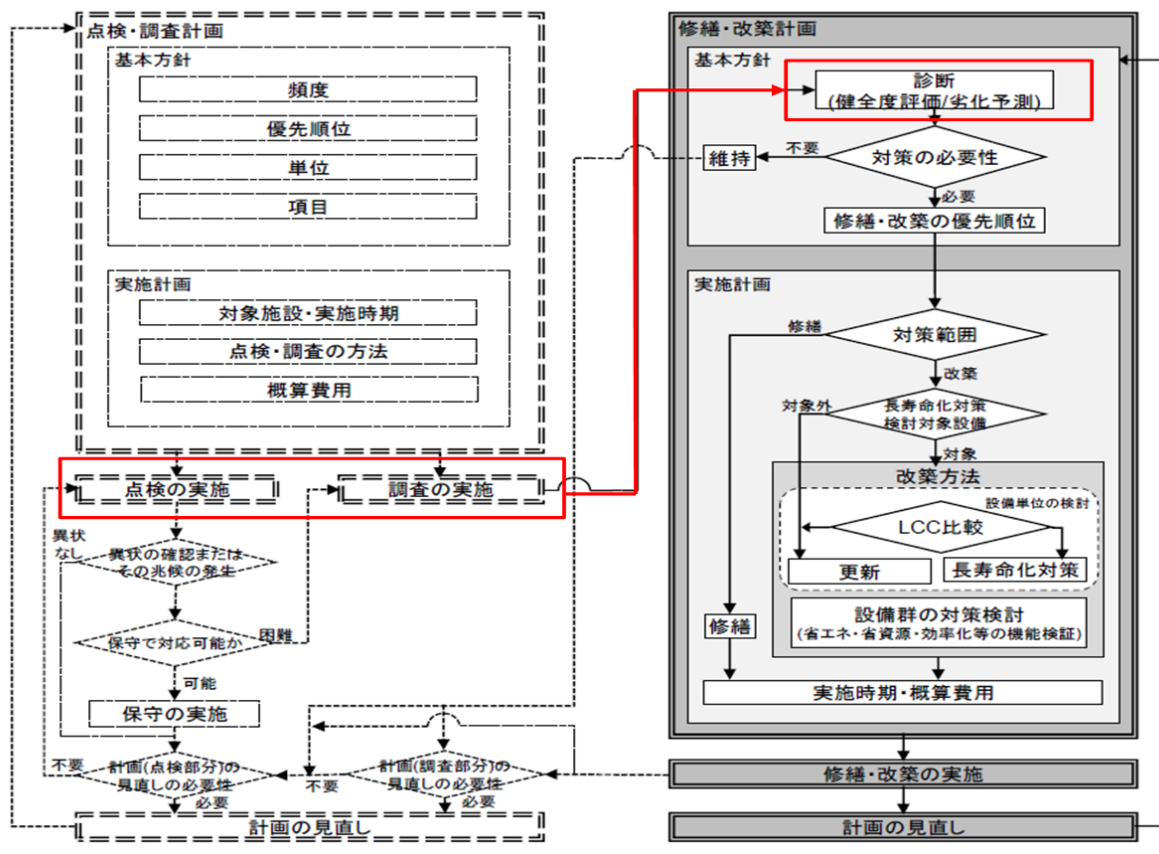 点検・調査計画
基本方針
頻度
優先順位
単位
項目
実施計画
対象施設・実施時期
点検・調査の方法
概算費用
点検の実施
調査の実施
異状
なし
異状の確認または
その兆候の発生
保守で対応可能か
困難
可能
保守の実施
不要
計画(点検部分)の
見直しの必要性
必要
不要
計画(調査部分)の
見直しの必要性
必要
計画の見直し
修繕・改築計画
基本方針
診断
(健全度評価/劣化予測)
維持
不要
対策の必要性
必要
修繕・改築の優先順位
実施計画
修繕
対策範囲
改築
対象外
長寿命化対策
検討対象設備
対象
改築方法
設備単位の検討
LCC比較
更新
長寿命化対策
修繕
設備群の対策検討
(省エネ・省資源・効率化等の機能検証)
実施時期・概算費用
修繕・改築の実施
計画の見直し